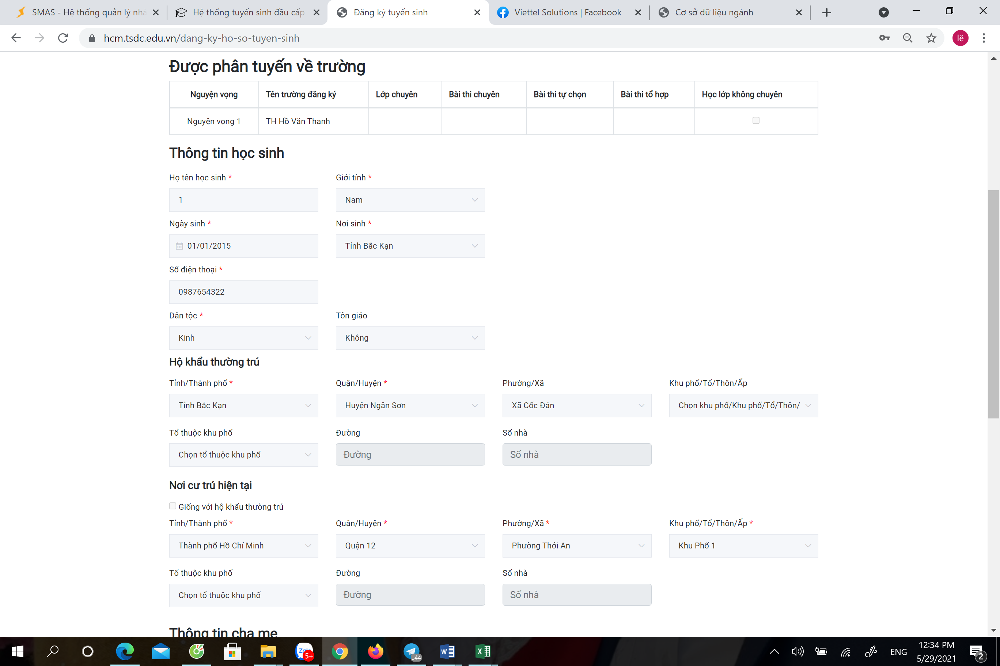 SMAS - Hệ thống quản lý nhà
Hệ thống tuyển sinh đầu cấp
Đăng ký tuyển sinh
Viettel Solutions | Facebook
Cơ sở dữ liệu ngành
hcm.tsdc.edu.vn/dang-ky-ho-so-tuyen-sinh
lê
Được phân tuyến về trường
Nguyện vọng Tên trường đăng ký Lớp chuyên Bài thi chuyên Bài thi tự chọn Bài thi tổ hợp Học lớp không chuyên
Nguyện vọng 1 TH Hồ Văn Thanh
Thông tin học sinh
Họ tên học sinh * Giới tính *
1 Nam
Ngày sinh * Nơi sinh *
01/01/2015 Tỉnh Bắc Kạn
Số điện thoại *
0987654322
Dân tộc * Tôn giáo
Kinh Không
Hộ khẩu thường trú
Tỉnh/Thành phố * Quận/Huyện * Phường/Xã Khu phố/Tổ/Thôn/Ấp
Tỉnh Bắc Kạn Huyện Ngân Sơn Xã Cốc Đán Chọn khu phố/Khu phố/Tổ/Thôn/
Tổ thuộc khu phố Đường Số nhà
Chọn tổ thuộc khu phố Đường Số nhà
Nơi cư trú hiện tại
Giống với hộ khẩu thường trú
Tỉnh/Thành phố * Quận/Huyện * Phường/Xã * Khu phố/Tổ/Thôn/Ấp *
Thành phố Hồ Chí Minh Quận 12 Phường Thới An Khu Phố 1
Tổ thuộc khu phố Đường Số nhà
Chọn tổ thuộc khu phố Đường Số nhà
Thông tin cha mẹ
Zalo 5+ .44 W X ENG 12:34 PM
5/29/2021 2